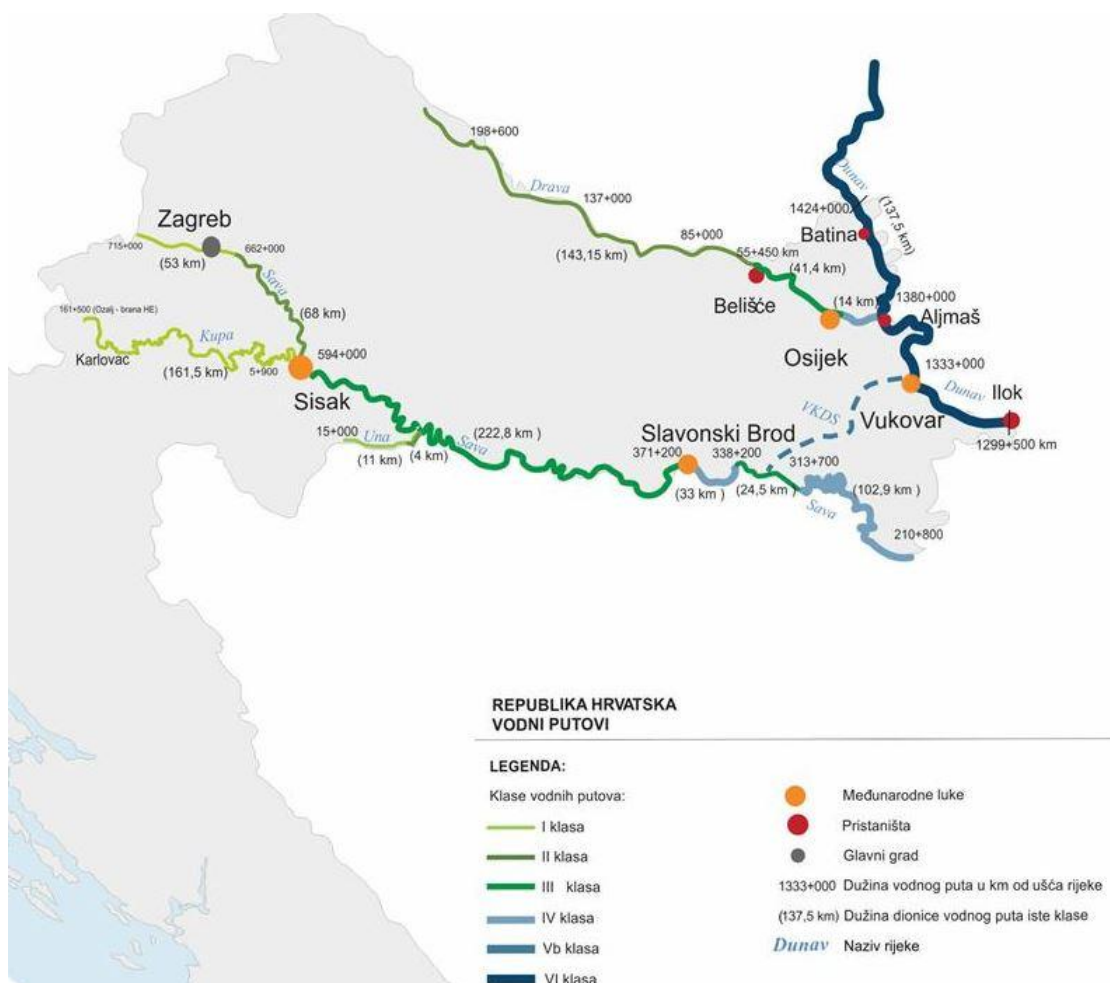 198+600
Dunav
Drava
137+000
(137,5 km)
1424+000
Zagreb
Batina
85+000
715+000
662+000
(53 km)
(143,15 km)
55+450 km
(41,4 km)
Sava
1380+000
(14 km)
Belišće
Aljmaš
161+500 (Ozalj - brana HE)
(68 km)
Kupa
594+000
Osijek
1333+000
Karlovac
(161,5 km)
5+900
Sisak
Dunav
Ilok
VKDS
Vukovar
15+000
Una
(222,8 km )
Slavonski Brod
1299+500 km
(11 km)
(4 km)
Sava
371+200
338+200
313+700
(33 km )
(24,5 km )
(102,9 km )
Sava
210+800
REPUBLIKA HRVATSKA
VODNI PUTOVI
LEGENDA:
Klase vodnih putova:
I klasa
II klasa
III klasa
IV klasa
Vb klasa
VI klasa
Međunarodne luke
Pristaništa
Glavni grad
1333+000 Dužina vodnog puta u km od ušća rijeke
(137,5 km) Dužina dionice vodnog puta iste klase
Dunav Naziv rijeke